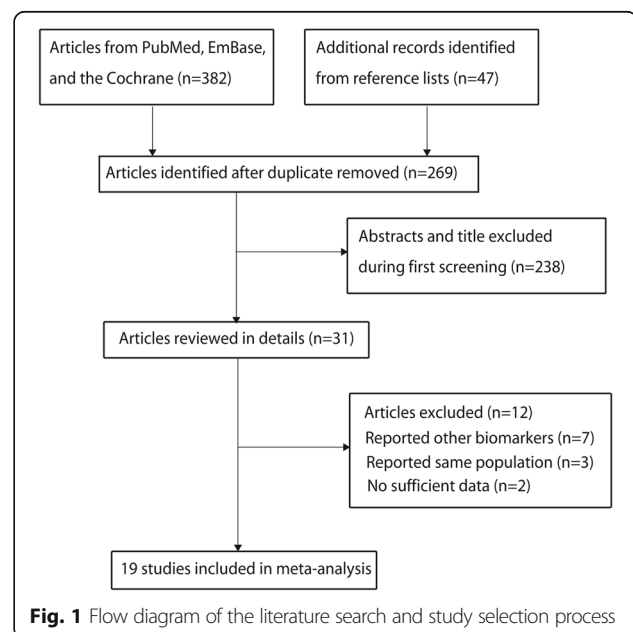 Articles from PubMed, EmBase,
and the Cochrane (n=382)
Additional records identified
from reference lists (n=47)
Articles identified after duplicate removed (n=269)
Abstracts and title excluded
during first screening (n=238)
Articles reviewed in details (n=31)
Articles excluded (n=12)
Reported other biomarkers (n=7)
Reported same population (n=3)
No sufficient data (n=2)
19 studies included in meta-analysis
Fig. 1 Flow diagram of the literature search and study selection process